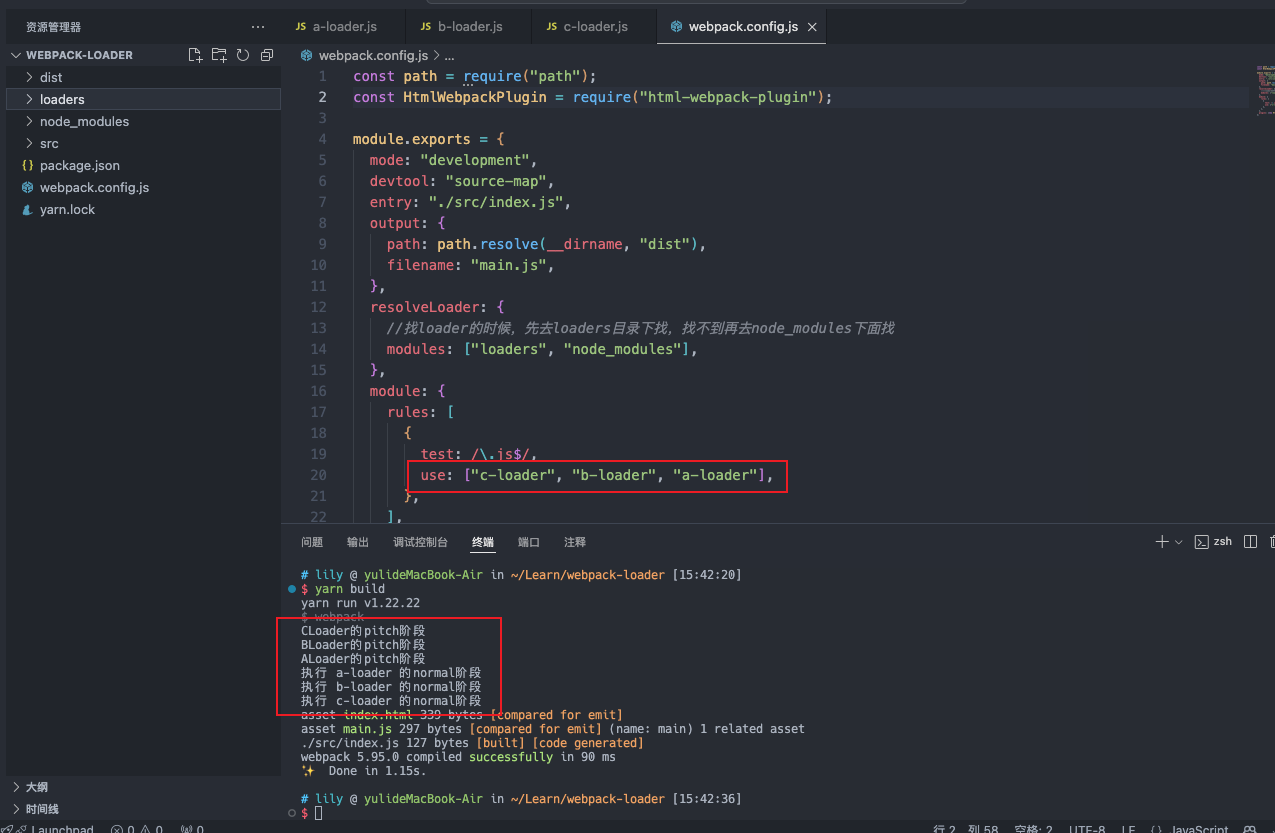 资源管理器
a-loader.js
b-loader.js
c-loader.js
webpack.config.js
WEBPACK-LOADER
dist
loaders
node_modules
src
package.json
webpack.config.js
yarn.lock
大纲
时间线
webpack.config.js > ...
1 const path = require("path");
2 const HtmlWebpackPlugin = require("html-webpack-plugin");
3
4 module.exports = {
5 mode: "development",
6 devtool: "source-map",
7 entry: "./src/index.js",
8 output: {
9 path: path.resolve(__dirname, "dist"),
10 filename: "main.js",
11 },
12 resolveLoader: {
13 //找loader的时候，先去loaders目录下找，找不到再去node_modules下面找
14 modules: ["loaders", "node_modules"],
15 },
16 module: {
17 rules: [
18 {
19 test: /\.js$/,
20 use: ["c-loader", "b-loader", "a-loader"],
21 },
22 ],
问题 输出 调试控制台 终端 端口 注释
zsh
# lily @ yulideMacBook-Air in ~/Learn/webpack-loader [15:42:20]
$ yarn build
yarn run v1.22.22
$ webpack
CLoader的pitch阶段
BLoader的pitch阶段
ALoader的pitch阶段
执行 a-loader 的normal阶段
执行 b-loader 的normal阶段
执行 c-loader 的normal阶段
asset index.html 339 bytes [compared for emit]
asset main.js 297 bytes [compared for emit] (name: main) 1 related asset
./src/index.js 127 bytes [built] [code generated]
webpack 5.95.0 compiled successfully in 90 ms
✨ Done in 1.15s.
# lily @ yulideMacBook-Air in ~/Learn/webpack-loader [15:42:36]
$
Launchpad 0 0 0 行 2，列 58 空格: 2 UTF-8 LF {} JavaScript